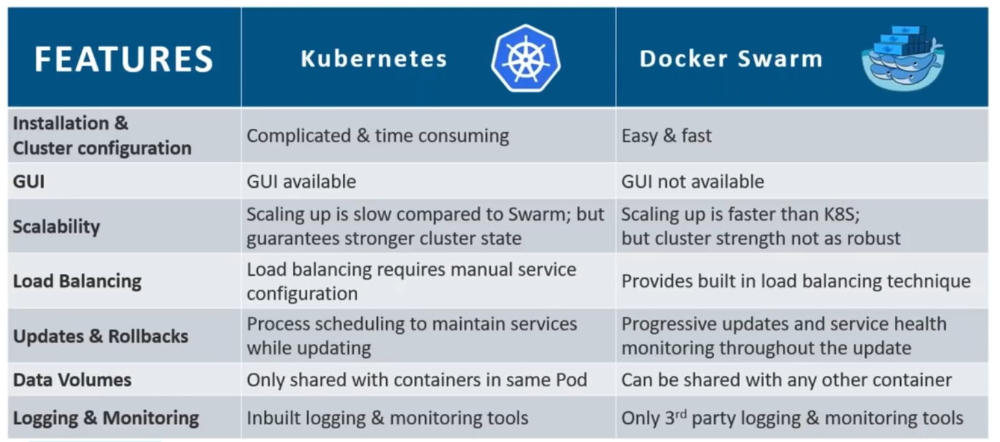 FEATURES
Kubernetes
Docker Swarm
Installation &
Cluster configuration
Complicated & time consuming
Easy & fast
GUI
GUI available
GUI not available
Scalability
Scaling up is slow compared to Swarm; but
guarantees stronger cluster state
Scaling up is faster than K8S;
but cluster strength not as robust
Load Balancing
Load balancing requires manual service
configuration
Provides built in load balancing technique
Updates & Rollbacks
Process scheduling to maintain services
while updating
Progressive updates and service health
monitoring throughout the update
Data Volumes
Only shared with containers in same Pod
Can be shared with any other container
Logging & Monitoring
Inbuilt logging & monitoring tools
Only 3rd party logging & monitoring tools